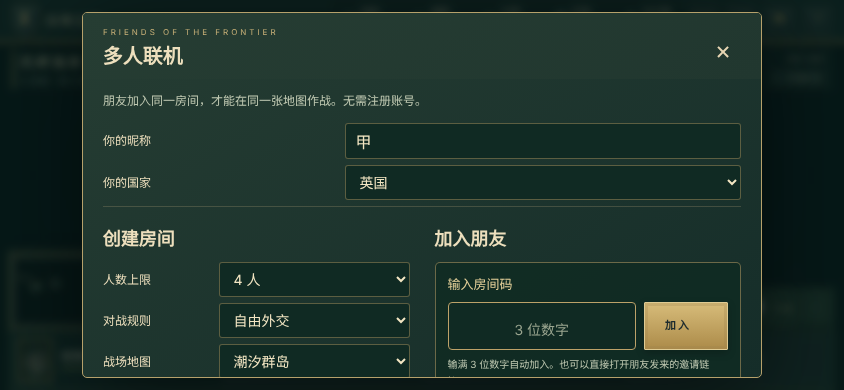 FRIENDS OF THE FRONTIER
多人联机
×
朋友加入同一房间，才能在同一张地图作战。无需注册账号。
你的昵称
甲
你的国家
英国
创建房间
人数上限
4 人
对战规则
自由外交
战场地图
潮汐群岛
加入朋友
输入房间码
3 位数字
加入
输满 3 位数字自动加入。也可以直接打开朋友发来的邀请链